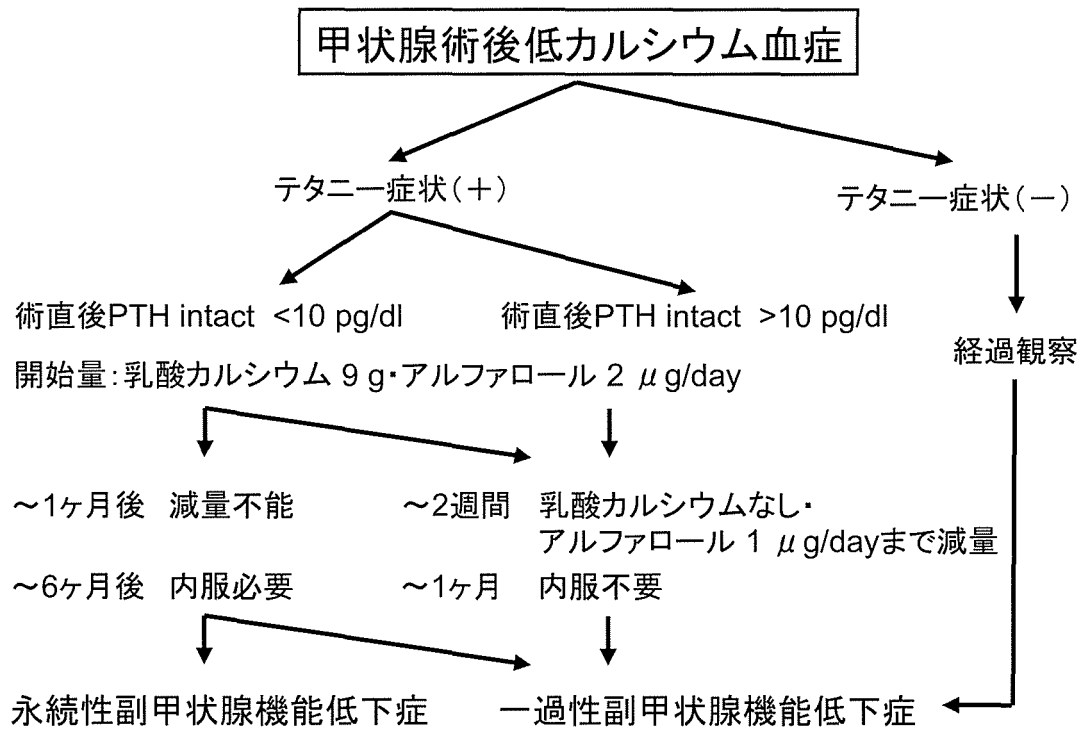 甲状腺術後低カルシウム血症
テタニー症状（＋）
テタニー症状（－）
術直後PTH intact <10 pg/dl
術直後PTH intact >10 pg/dl
経過観察
開始量：乳酸カルシウム 9 g・アルファロール 2 μg/day
～1ヶ月後 減量不能
～2週間 乳酸カルシウムなし・
アルファロール 1 μg/dayまで減量
～6ヶ月後 内服必要
～1ヶ月 内服不要
永続性副甲状腺機能低下症
一過性副甲状腺機能低下症